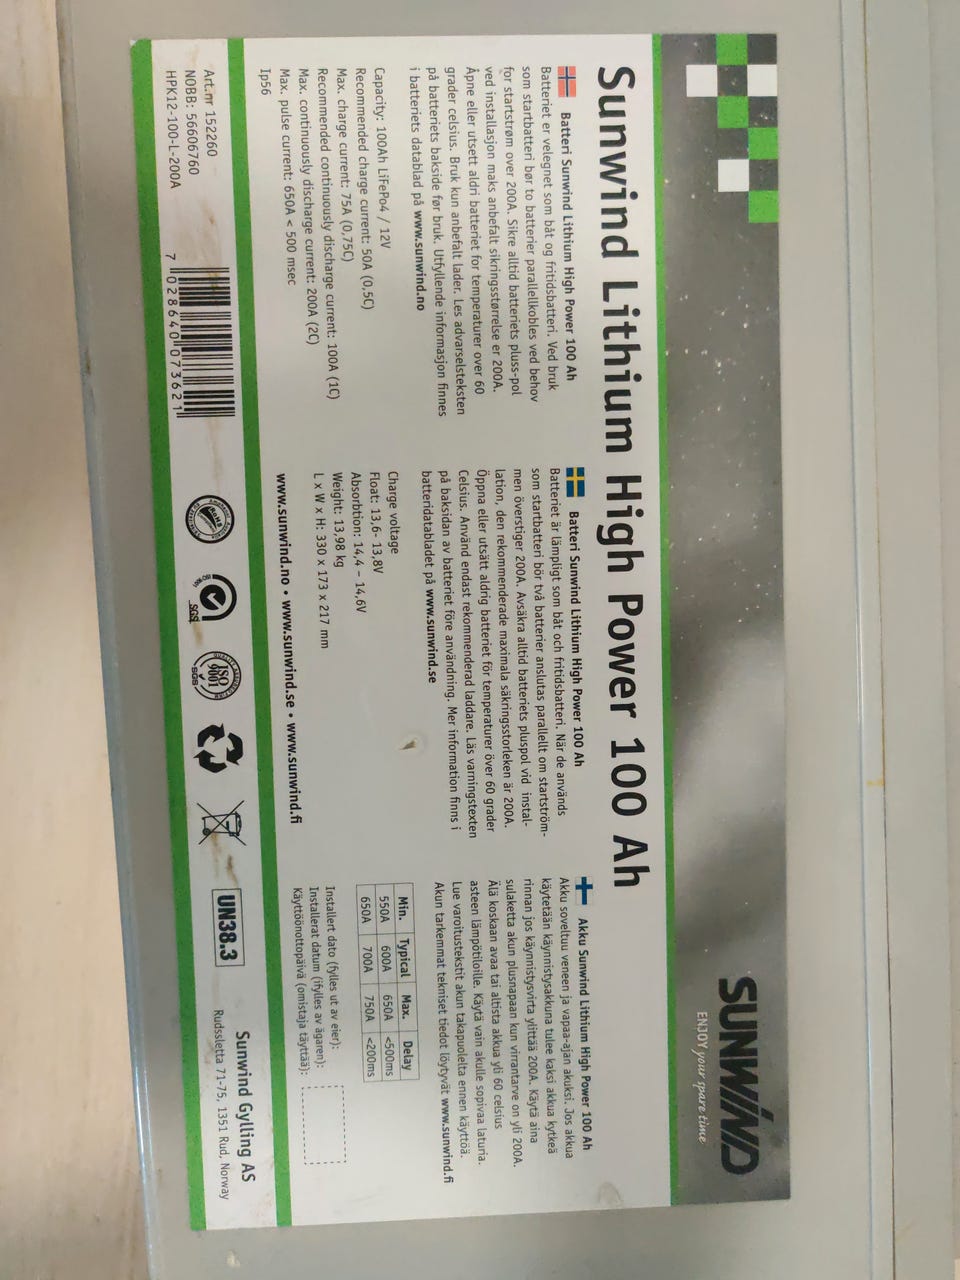 SUNWIND
ENJOY your spare time
Sunwind Lithium High Power 100 Ah
Batteri Sunwind Lithium High Power 100 Ah
Batteriet er velegnet som båt og fritidsbatteri. Ved bruk
som startbatteri bør to batterier parallellkobles ved behov
for startstrøm over 200A. Sikre alltid batteriets pluss-pol
ved installasjon maks anbefalt sikringsstørrelse er 200A.
Åpne eller utsett aldri batteriet for temperaturer over 60
grader celsius. Bruk kun anbefalt lader. Les advarselsteksten
på batteriets bakside før bruk. Utfyllende informasjon finnes
i batteriets datablad på www.sunwind.no
Batteri Sunwind Lithium High Power 100 Ah
Batteriet är lämpligt som båt och fritidsbatteri. När de används
som startbatteri bör två batterier anslutas parallellt om startström-
men överstiger 200A. Avsäkra alltid batteriets pluspol vid instal-
lation, den rekommenderade maximala säkringsstorleken är 200A.
Öppna eller utsätt aldrig batteriet för temperaturer över 60 grader
Celsius. Använd endast rekommenderad laddare. Läs varningstexten
på baksidan av batteriet före användning. Mer information finns i
batteridatabladet på www.sunwind.se
Akku Sunwind Lithium High Power 100 Ah
Akku soveltuu veneen ja vapaa-ajan akuksi. Jos akkua
käytetään käynnistysakkuna tulee kaksi akkua kytkeä
rinnan jos käynnistysvirta ylittää 200A. Käytä aina
sulaketta akun plusnapaan kun virrantarve on yli 200A.
Älä koskaan avaa tai altista akkua yli 60 celsius
asteen lämpötiloille. Käytä vain akulle sopivaa laturia.
Lue varoitustekstit akun takapuolelta ennen käyttöä.
Akun tarkemmat tekniset tiedot löytyvät www.sunwind.fi
Capacity: 100Ah LiFePo4 / 12V
Recommended charge current: 50A (0,5C)
Max. charge current: 75A (0,75C)
Recommended continuously discharge current: 100A (1C)
Max. continuously discharge current: 200A (2C)
Max. pulse current: 650A < 500 msec
Ip56
Charge voltage
Float: 13,6- 13,8V
Absorbtion: 14,4 – 14,6V
Weight: 13,98 kg
L x W x H: 330 x 173 x 217 mm
www.sunwind.no • www.sunwind.se • www.sunwind.fi
Min. Typical Max. Delay
550A 600A 650A <500ms
650A 700A 750A <200ms
Installert dato (fylles ut av eier):
Installerat datum (ifylles av ägaren):
Käyttöönottopäivä (omistaja täyttää):
Art.nr 152260
NOBB: 56606760
HPK12-100-L-200A
7 028640 073621
RoHS
ISO 9001
SGS
ISO
9001
SGS
UN38.3
Sunwind Gylling AS
Rudssletta 71-75, 1351 Rud, Norway